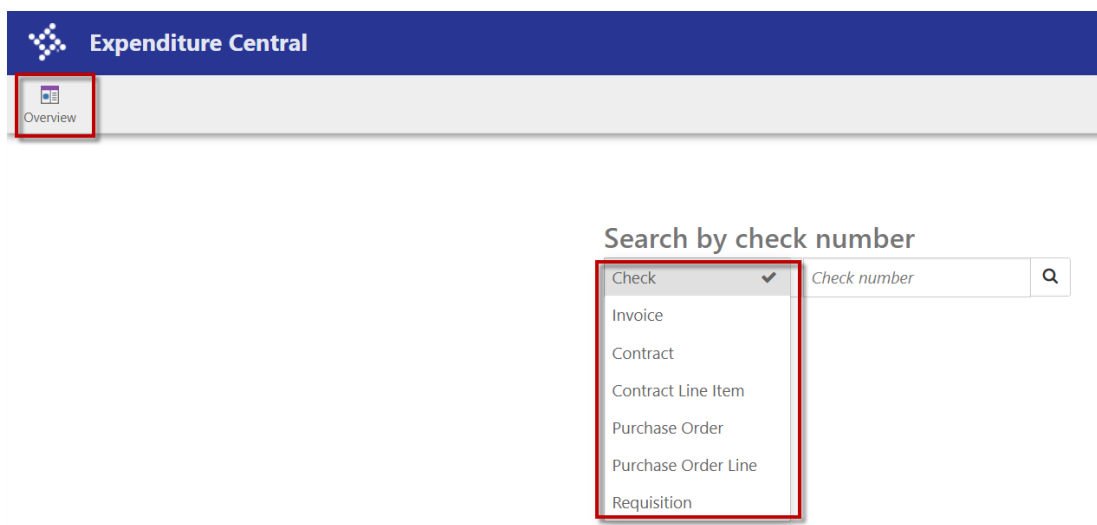 Expenditure Central
Overview
Search by check number
Check Check number
Invoice
Contract
Contract Line Item
Purchase Order
Purchase Order Line
Requisition